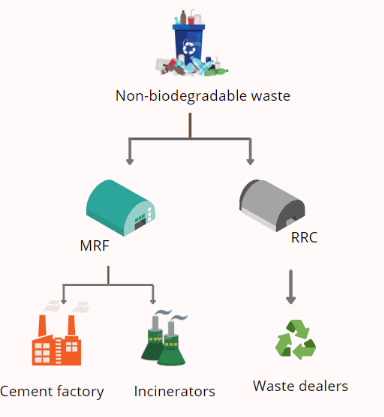 Non-biodegradable waste
MRF
RRC
Cement factory
Incinerators
Waste dealers